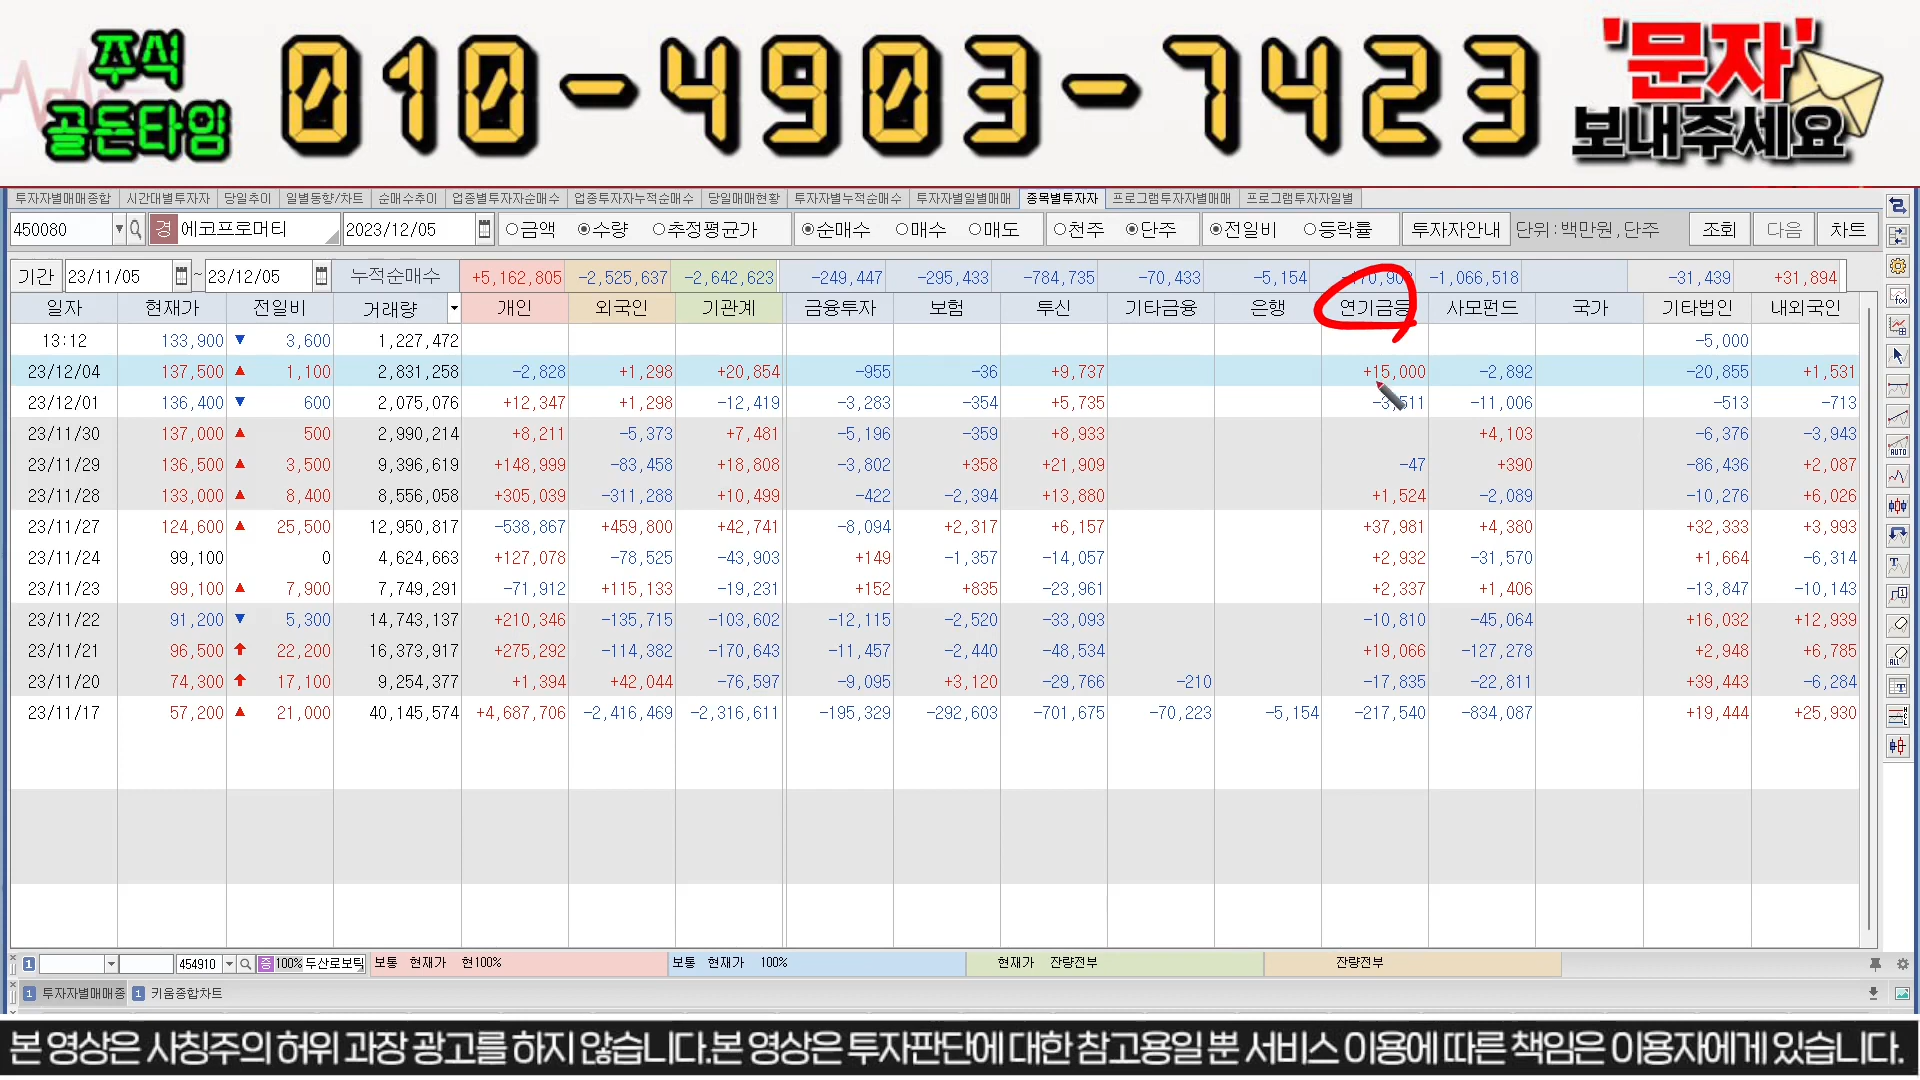 주식
골든타임
010-4903-7423
'문자'
보내주세요
투자자별매매종합 시간대별투자자 당일추이 일별동향/차트 순매수추이 업종별투자자순매수 업종투자자누적순매수 당일매매현황 투자자별누적순매수 투자자별일별매매 종목별투자자 프로그램투자자별매매 프로그램투자자일별
450080 경 에코프로머티 2023/12/05 금액 수량 추정평균가 순매수 매수 매도 천주 단주 전일비 등락률 투자자안내 단위:백만원,단주 조회 다음 차트
기간 23/11/05 ~ 23/12/05 누적순매수 +5,162,805 -2,525,637 -2,642,623 -249,447 -295,433 -784,735 -70,433 -5,154 -1,066,518 -31,439 +31,894
일자 현재가 전일비 거래량 개인 외국인 기관계 금융투자 보험 투신 기타금융 은행 연기금등 사모펀드 국가 기타법인 내외국인
13:12 133,900 ▼ 3,600 1,227,472 -5,000
23/12/04 137,500 ▲ 1,100 2,831,258 -2,828 +1,298 +20,854 -955 -36 +9,737 +15,000 -2,892 -20,855 +1,531
23/12/01 136,400 ▼ 600 2,075,076 +12,347 +1,298 -12,419 -3,283 -354 +5,735 -3,511 -11,006 -513 -713
23/11/30 137,000 ▲ 500 2,990,214 +8,211 -5,373 +7,481 -5,196 -359 +8,933 +4,103 -6,376 -3,943
23/11/29 136,500 ▲ 3,500 9,396,619 +148,999 -83,458 +18,808 -3,802 +358 +21,909 -47 +390 -86,436 +2,087
23/11/28 133,000 ▲ 8,400 8,556,058 +305,039 -311,288 +10,499 -422 -2,394 +13,880 +1,524 -2,089 -10,276 +6,026
23/11/27 124,600 ▲ 25,500 12,950,817 -538,867 +459,800 +42,741 -8,094 +2,317 +6,157 +37,981 +4,380 +32,333 +3,993
23/11/24 99,100 0 4,624,663 +127,078 -78,525 -43,903 +149 -1,357 -14,057 +2,932 -31,570 +1,664 -6,314
23/11/23 99,100 ▲ 7,900 7,749,291 -71,912 +115,133 -19,231 +152 +835 -23,961 +2,337 +1,406 -13,847 -10,143
23/11/22 91,200 ▼ 5,300 14,743,137 +210,346 -135,715 -103,602 -12,115 -2,520 -33,093 -10,810 -45,064 +16,032 +12,939
23/11/21 96,500 ↑ 22,200 16,373,917 +275,292 -114,382 -170,643 -11,457 -2,440 -48,534 +19,066 -127,278 +2,948 +6,785
23/11/20 74,300 ↑ 17,100 9,254,377 +1,394 +42,044 -76,597 -9,095 +3,120 -29,766 -210 -17,835 -22,811 +39,443 -6,284
23/11/17 57,200 ▲ 21,000 40,145,574 +4,687,706 -2,416,469 -2,316,611 -195,329 -292,603 -701,675 -70,223 -5,154 -217,540 -834,087 +19,444 +25,930
1 454910 증 100% 두산로보틱 보통 현재가 현100% 보통 현재가 100% 현재가 잔량전부 잔량전부
1 투자자별매매종 1 키움종합차트
본 영상은 사칭주의 허위 과장 광고를 하지 않습니다.본 영상은 투자판단에 대한 참고용일 뿐 서비스 이용에 따른 책임은 이용자에게 있습니다.